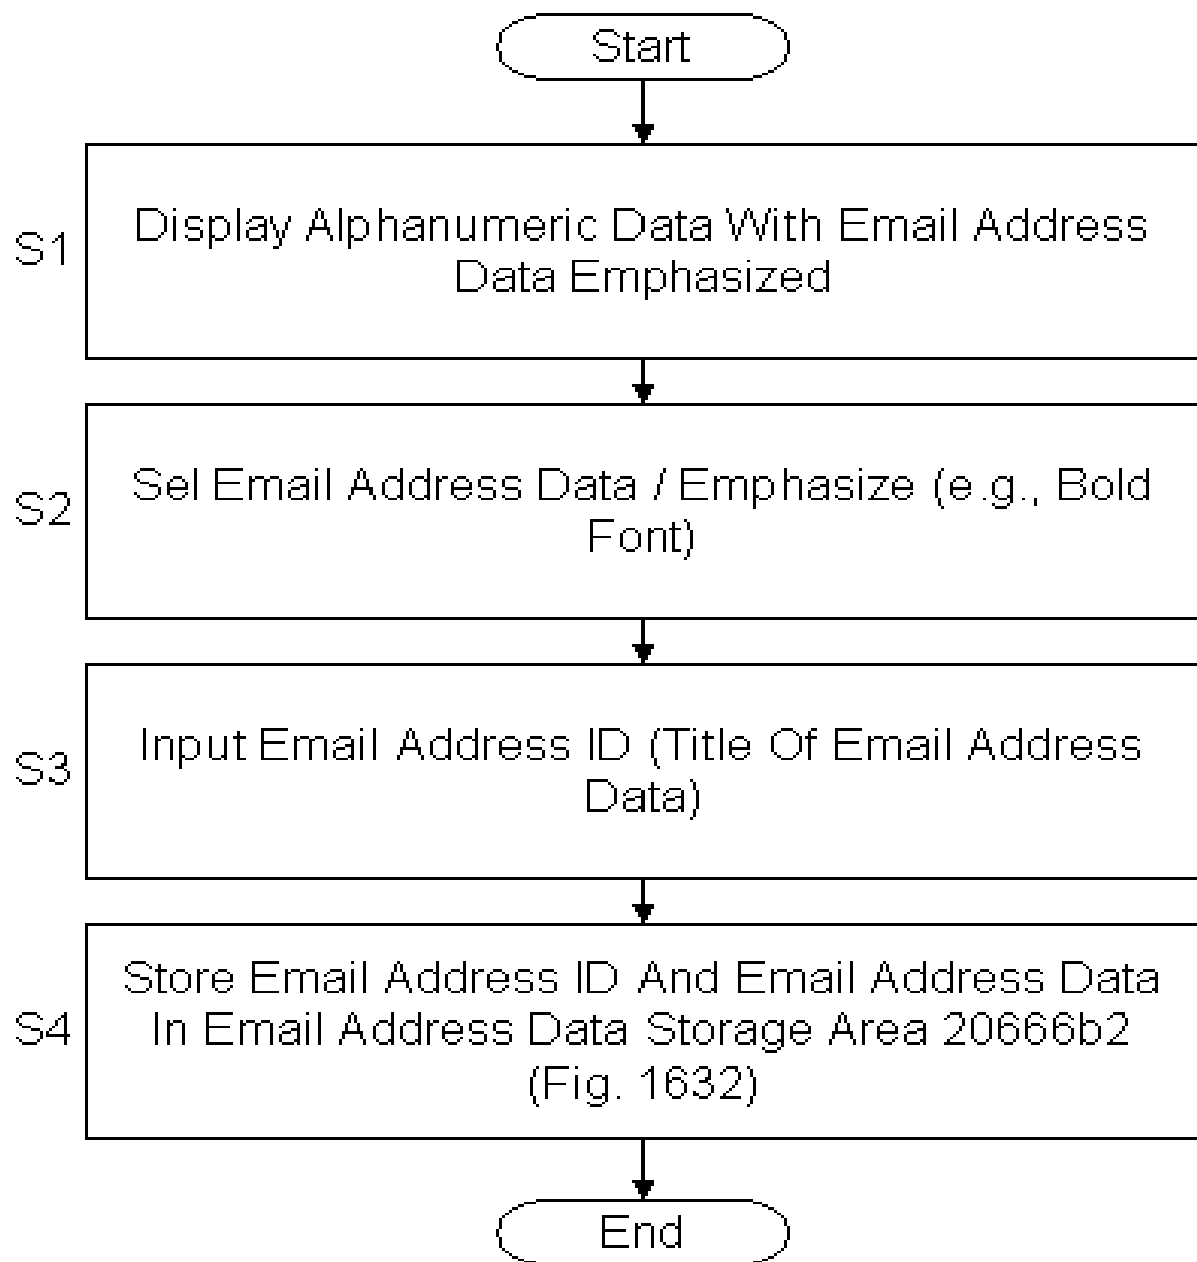 Start
S1
Display Alphanumeric Data With Email Address
Data Emphasized
S2
Sel Email Address Data / Emphasize (e.g., Bold
Font)
S3
Input Email Address ID (Title Of Email Address
Data)
S4
Store Email Address ID And Email Address Data
In Email Address Data Storage Area 20666b2
(Fig. 1632)
End